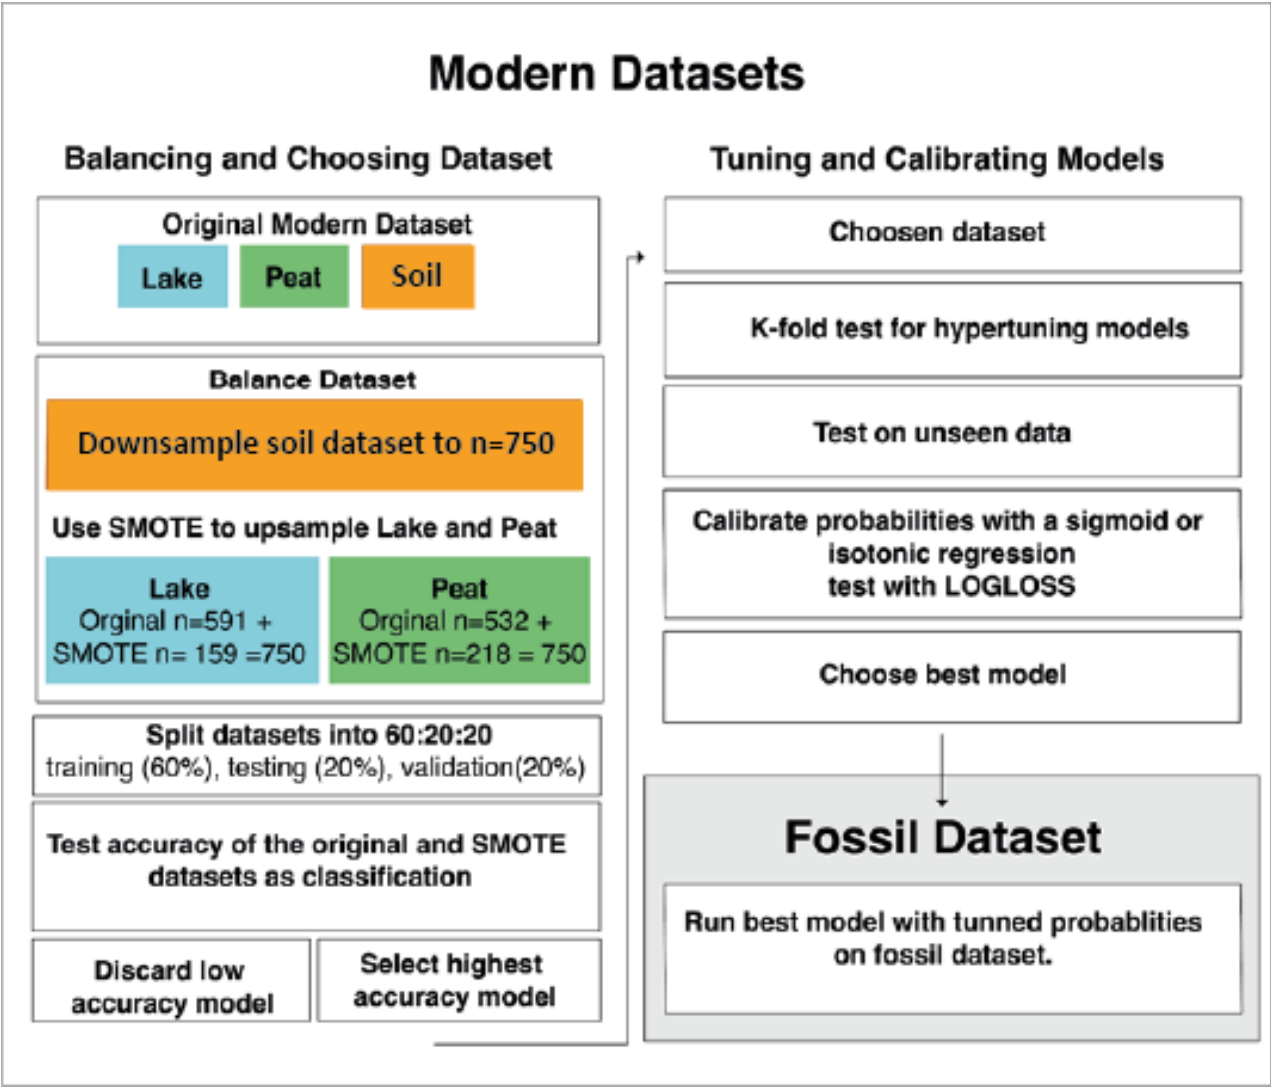 Modern Datasets
Balancing and Choosing Dataset
Original Modern Dataset
Lake
Peat
Soil
Balance Dataset
Downsample soil dataset to n=750
Use SMOTE to upsample Lake and Peat
Lake
Orginal n=591 +
SMOTE n= 159 =750
Peat
Orginal n=532 +
SMOTE n=218 = 750
Split datasets into 60:20:20
training (60%), testing (20%), validation(20%)
Test accuracy of the original and SMOTE
datasets as classification
Discard low
accuracy model
Select highest
accuracy model
Tuning and Calibrating Models
Choosen dataset
K-fold test for hypertuning models
Test on unseen data
Calibrate probabilities with a sigmoid or
isotonic regression
test with LOGLOSS
Choose best model
Fossil Dataset
Run best model with tunned probablities
on fossil dataset.